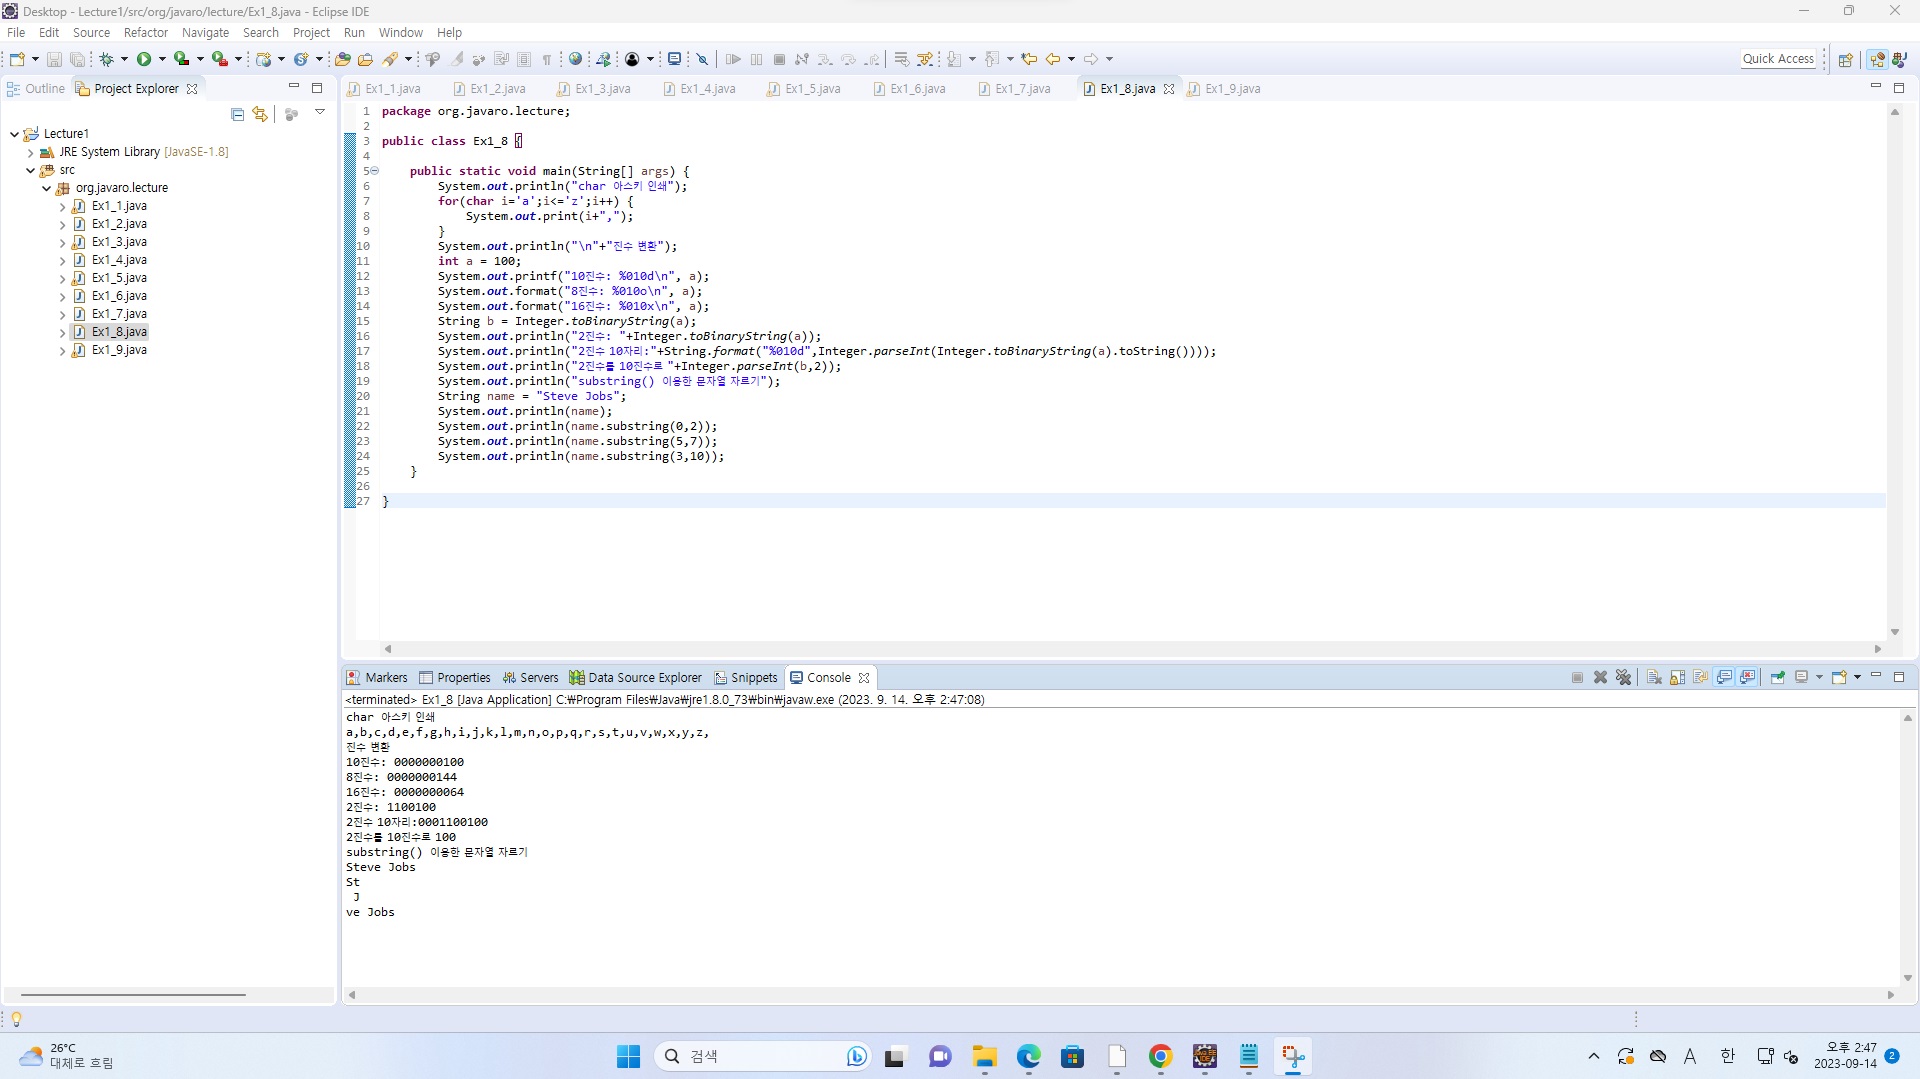 Desktop - Lecture1/src/org/javaro/lecture/Ex1_8.java - Eclipse IDE
File Edit Source Refactor Navigate Search Project Run Window Help
Quick Access
Outline Project Explorer
Ex1_1.java Ex1_2.java Ex1_3.java Ex1_4.java Ex1_5.java Ex1_6.java Ex1_7.java Ex1_8.java Ex1_9.java
Lecture1
JRE System Library [JavaSE-1.8]
src
org.javaro.lecture
Ex1_1.java
Ex1_2.java
Ex1_3.java
Ex1_4.java
Ex1_5.java
Ex1_6.java
Ex1_7.java
Ex1_8.java
Ex1_9.java
1 package org.javaro.lecture;
2
3 public class Ex1_8 {
4
5 public static void main(String[] args) {
6 System.out.println("char 아스키 인쇄");
7 for(char i='a';i<='z';i++) {
8 System.out.print(i+",");
9 }
10 System.out.println("\n"+"진수 변환");
11 int a = 100;
12 System.out.printf("10진수: %010d\n", a);
13 System.out.format("8진수: %010o\n", a);
14 System.out.format("16진수: %010x\n", a);
15 String b = Integer.toBinaryString(a);
16 System.out.println("2진수: "+Integer.toBinaryString(a));
17 System.out.println("2진수 10자리:"+String.format("%010d",Integer.parseInt(Integer.toBinaryString(a).toString())));
18 System.out.println("2진수를 10진수로 "+Integer.parseInt(b,2));
19 System.out.println("substring() 이용한 문자열 자르기");
20 String name = "Steve Jobs";
21 System.out.println(name);
22 System.out.println(name.substring(0,2));
23 System.out.println(name.substring(5,7));
24 System.out.println(name.substring(3,10));
25 }
26
27 }
Markers Properties Servers Data Source Explorer Snippets Console
<terminated> Ex1_8 [Java Application] C:₩Program Files₩Java₩jre1.8.0_73₩bin₩javaw.exe (2023. 9. 14. 오후 2:47:08)
char 아스키 인쇄
a,b,c,d,e,f,g,h,i,j,k,l,m,n,o,p,q,r,s,t,u,v,w,x,y,z,
진수 변환
10진수: 0000000100
8진수: 0000000144
16진수: 0000000064
2진수: 1100100
2진수 10자리:0001100100
2진수를 10진수로 100
substring() 이용한 문자열 자르기
Steve Jobs
St
J
ve Jobs
26°C
대체로 흐림
검색
A 한
오후 2:47
2023-09-14
2